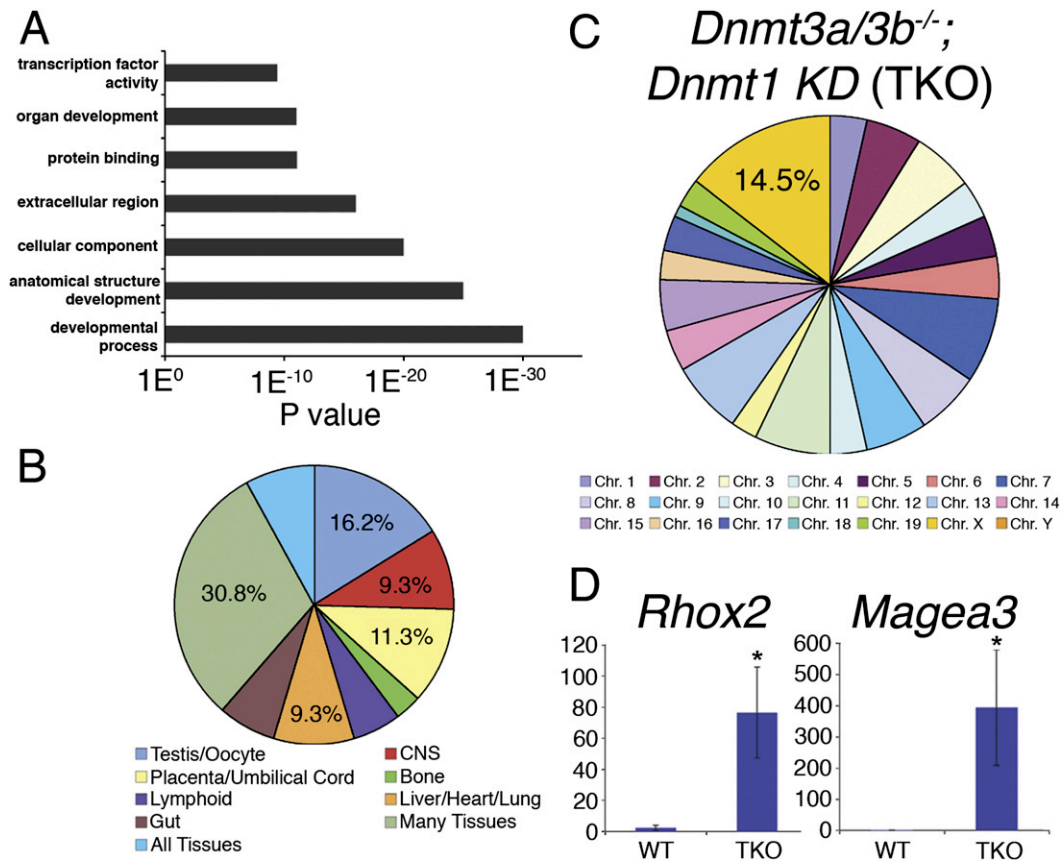 A
transcription factor
activity
organ development
protein binding
extracellular region
cellular component
anatomical structure
development
developmental
process
1E⁰ 1E⁻¹⁰ 1E⁻²⁰ 1E⁻³⁰
P value
B
16.2%
9.3%
11.3%
9.3%
30.8%
Testis/Oocyte CNS
Placenta/Umbilical Cord Bone
Lymphoid Liver/Heart/Lung
Gut Many Tissues
All Tissues
C
Dnmt3a/3b⁻/⁻;
Dnmt1 KD (TKO)
14.5%
Chr. 1 Chr. 2 Chr. 3 Chr. 4 Chr. 5 Chr. 6 Chr. 7
Chr. 8 Chr. 9 Chr. 10 Chr. 11 Chr. 12 Chr. 13 Chr. 14
Chr. 15 Chr. 16 Chr. 17 Chr. 18 Chr. 19 Chr. X Chr. Y
D
Rhox2
120
100
80
60
40
20
0
*
WT TKO
Magea3
600
500
400
300
200
100
0
*
WT TKO